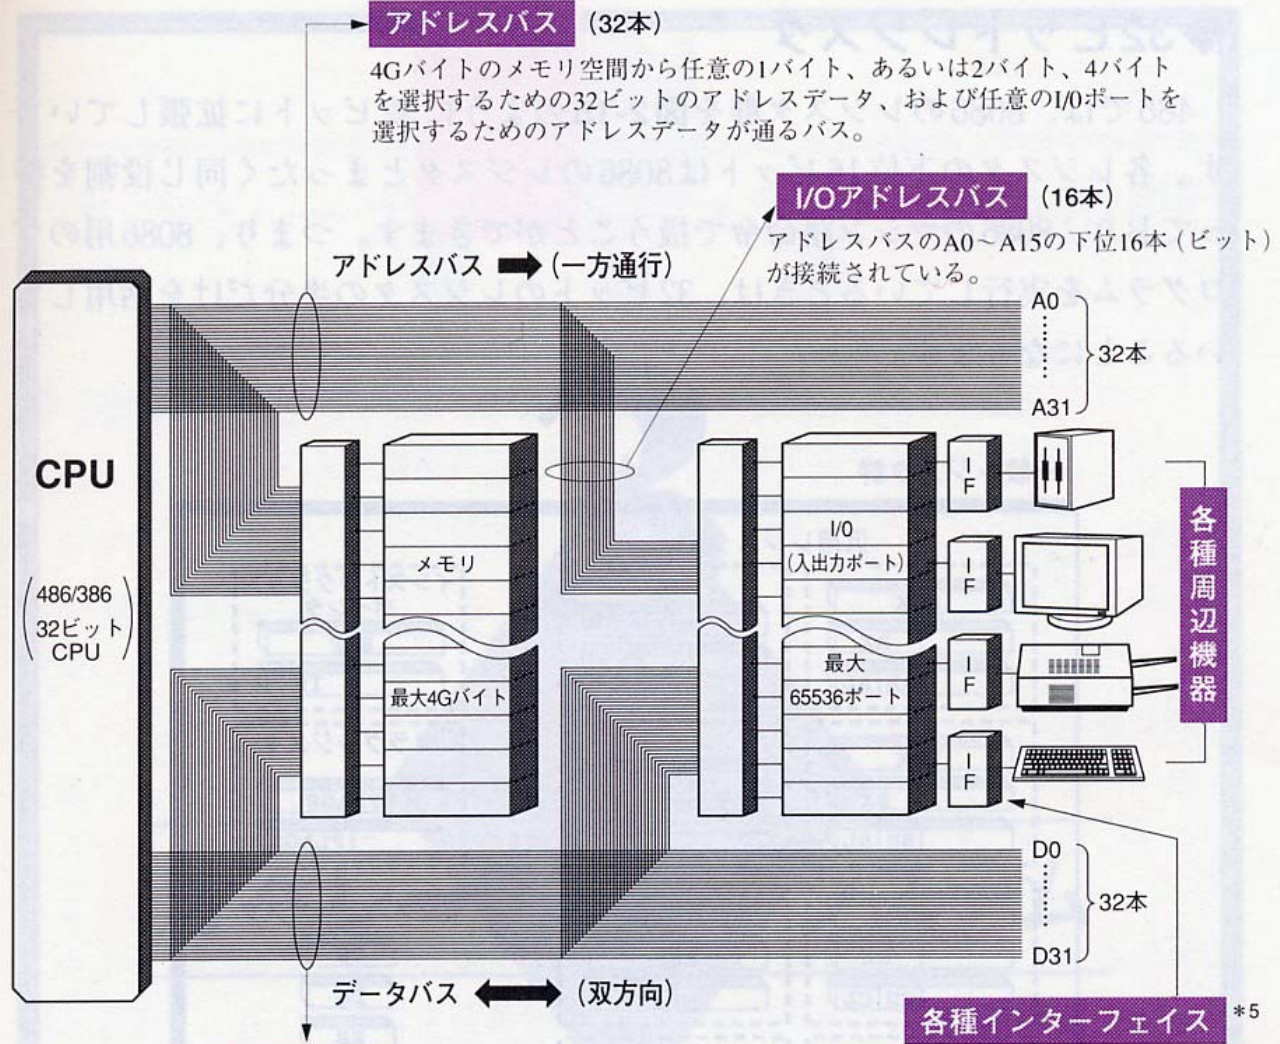 アドレスバス (32本)
4Gバイトのメモリ空間から任意の1バイト、あるいは2バイト、4バイト
を選択するための32ビットのアドレスデータ、および任意のI/0ポートを
選択するためのアドレスデータが通るバス。
I/Oアドレスバス (16本)
アドレスバスのA0～A15の下位16本(ビット)
が接続されている。
アドレスバス ➡ (一方通行)
A0
32本
A31
CPU
486/386
32ビット
CPU
メモリ
最大4Gバイト
I/0
(入出力ポート)
最大
65536ポート
IF
IF
IF
IF
各種周辺機器
D0
32本
D31
データバス ⬌ (双方向)
各種インターフェイス *5